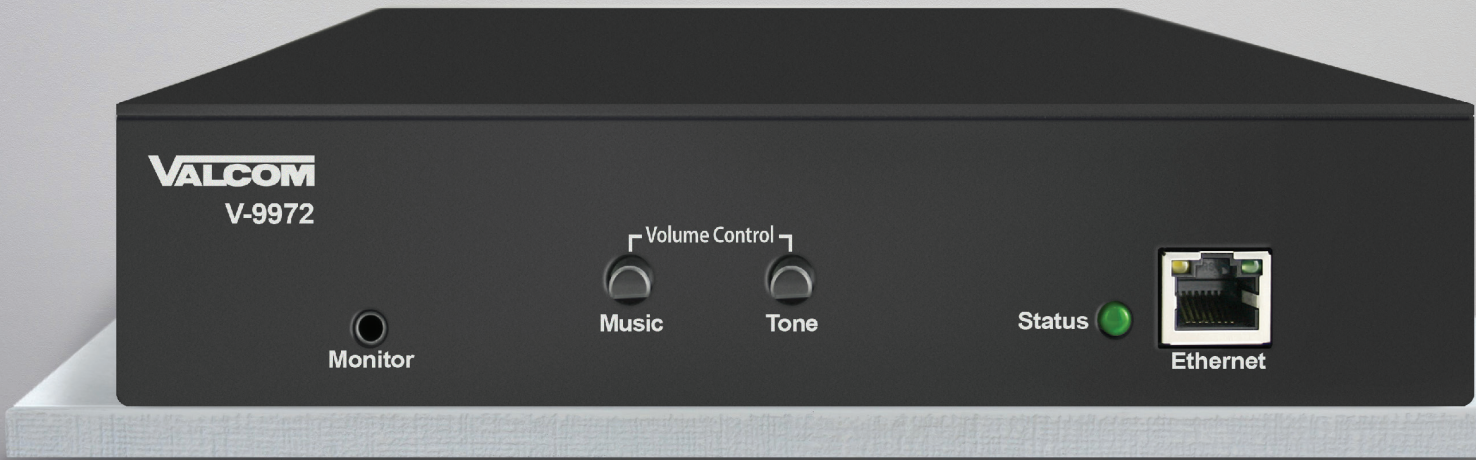 VALCOM
V-9972
Volume Control
Music
Tone
Status
Monitor
Ethernet